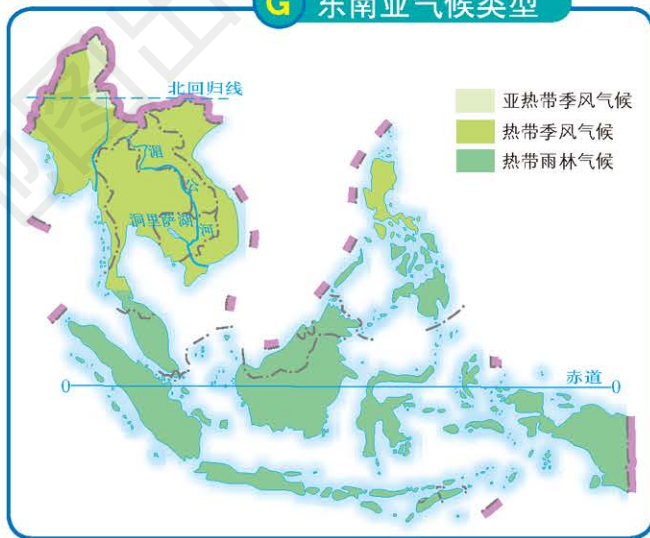 G 东南亚气候类型
北回归线
亚热带季风气候
热带季风气候
热带雨林气候
湄公河
洞里萨湖
0 赤道 0